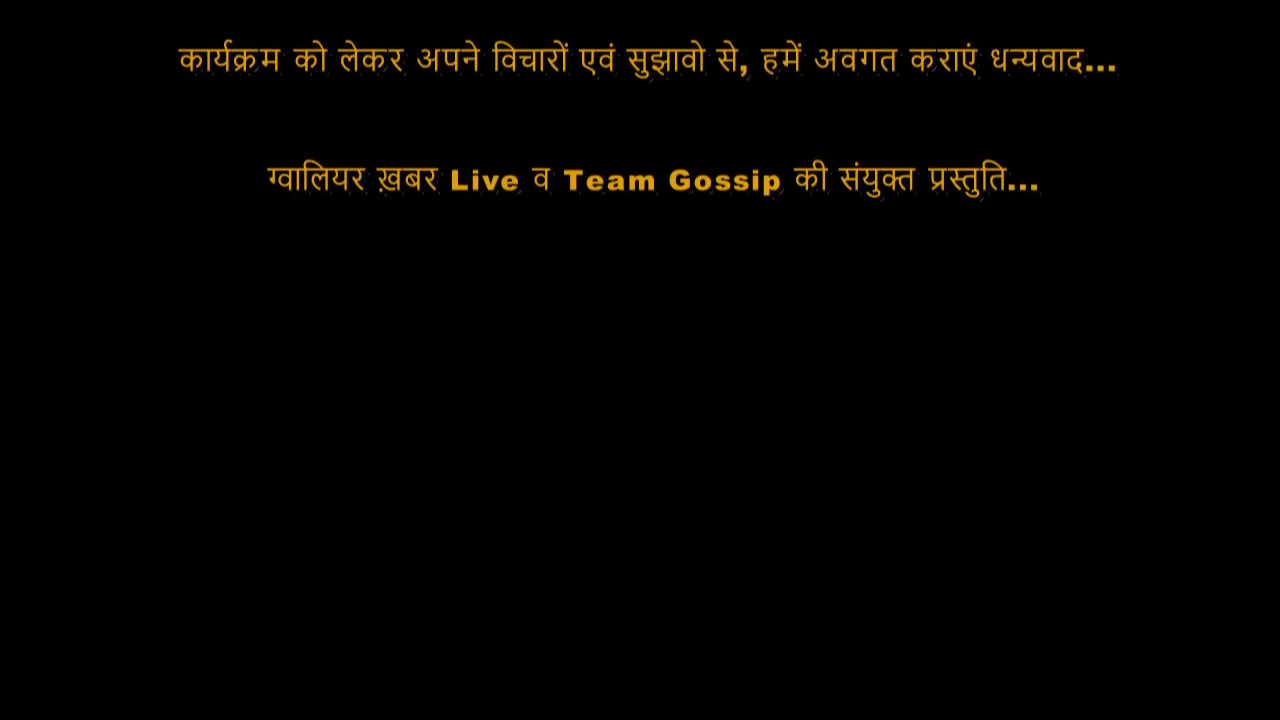 कार्यक्रम को लेकर अपने विचारों एवं सुझावो से, हमें अवगत कराएं धन्यवाद...
ग्वालियर ख़बर Live व Team Gossip की संयुक्त प्रस्तुति...